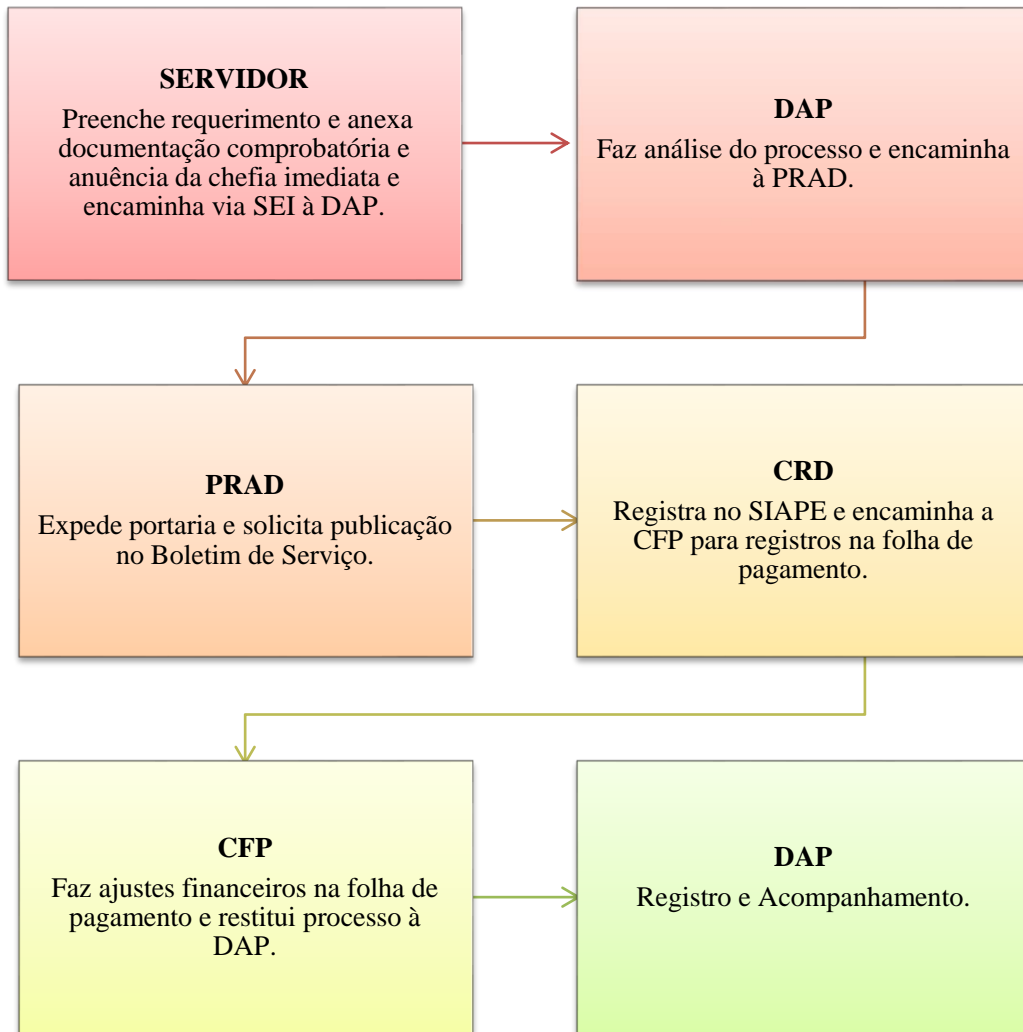 SERVIDOR
Preenche requerimento e anexa
documentação comprobatória e
anuência da chefia imediata e
encaminha via SEI à DAP.
DAP
Faz análise do processo e encaminha
à PRAD.
PRAD
Expede portaria e solicita publicação
no Boletim de Serviço.
CRD
Registra no SIAPE e encaminha a
CFP para registros na folha de
pagamento.
CFP
Faz ajustes financeiros na folha de
pagamento e restitui processo à
DAP.
DAP
Registro e Acompanhamento.